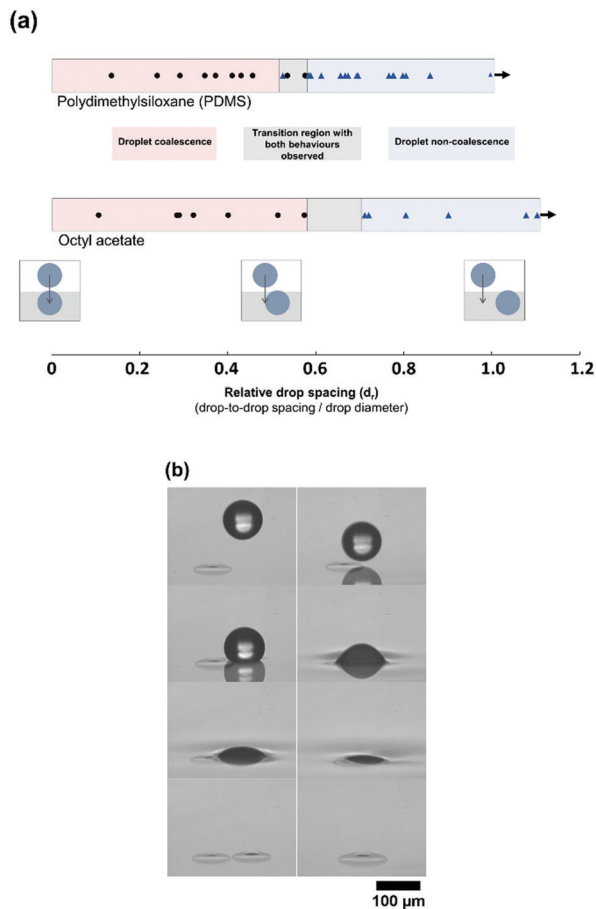 (a)
Polydimethylsiloxane (PDMS)
Droplet coalescence
Transition region with
both behaviours
observed
Droplet non-coalescence
Octyl acetate
0 0.2 0.4 0.6 0.8 1.0 1.2
Relative drop spacing (dr)
(drop-to-drop spacing / drop diameter)
(b)
100 µm